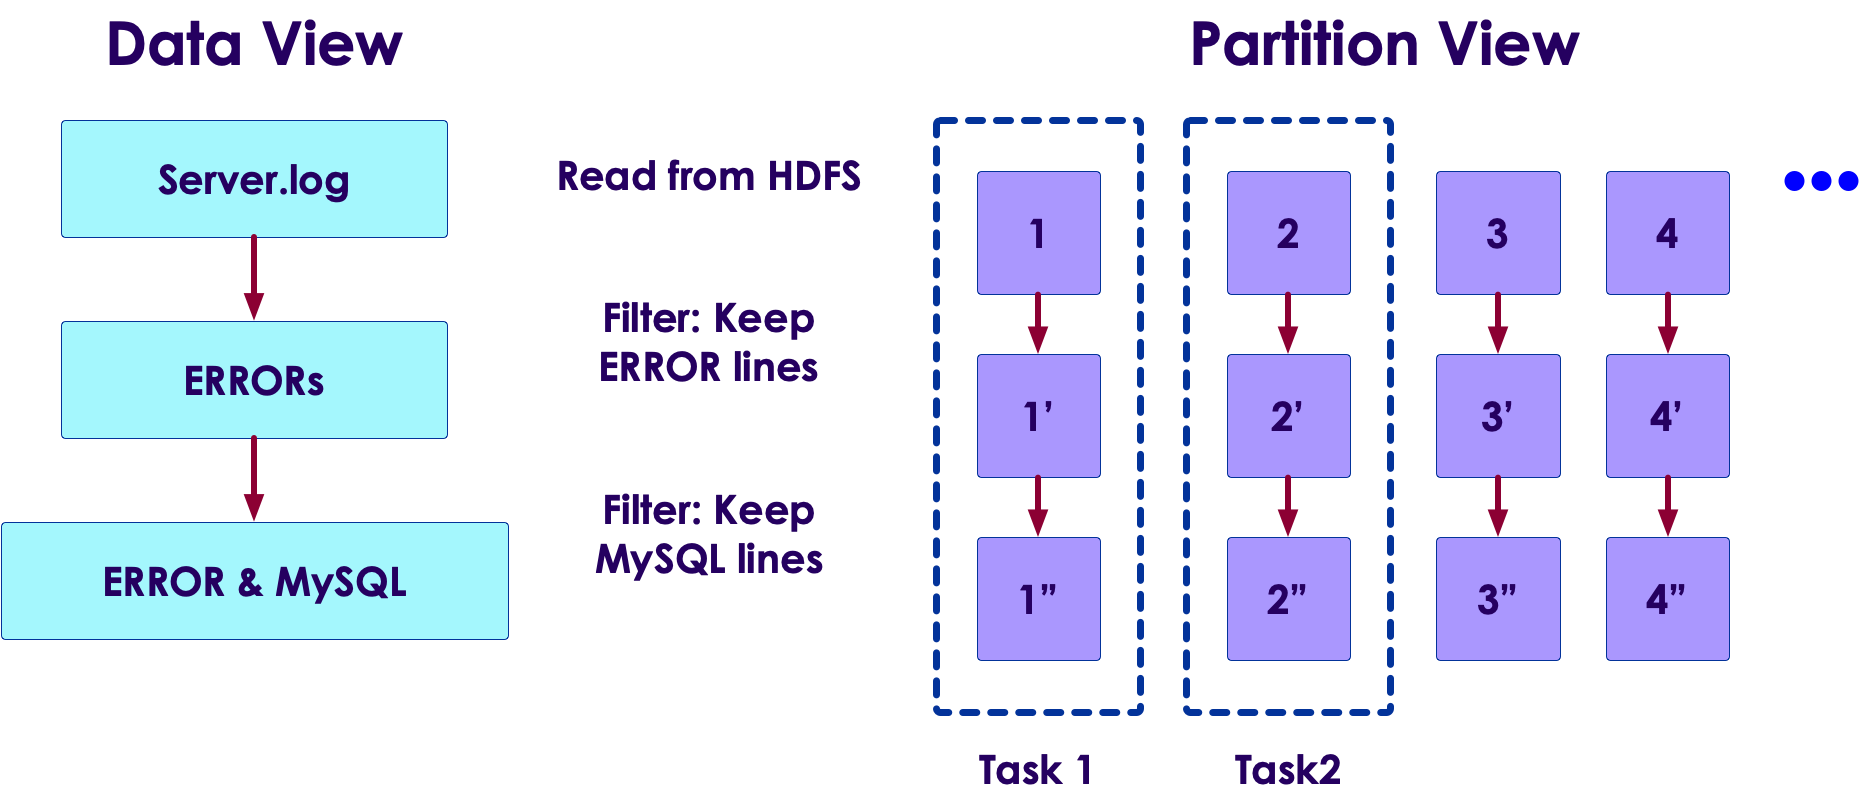 Data View
Partition View
Server.log
ERRORs
ERROR & MySQL
Read from HDFS
Filter: Keep
ERROR lines
Filter: Keep
MySQL lines
1
2
3
4
1’
2’
3’
4’
1”
2”
3”
4”
Task 1
Task2